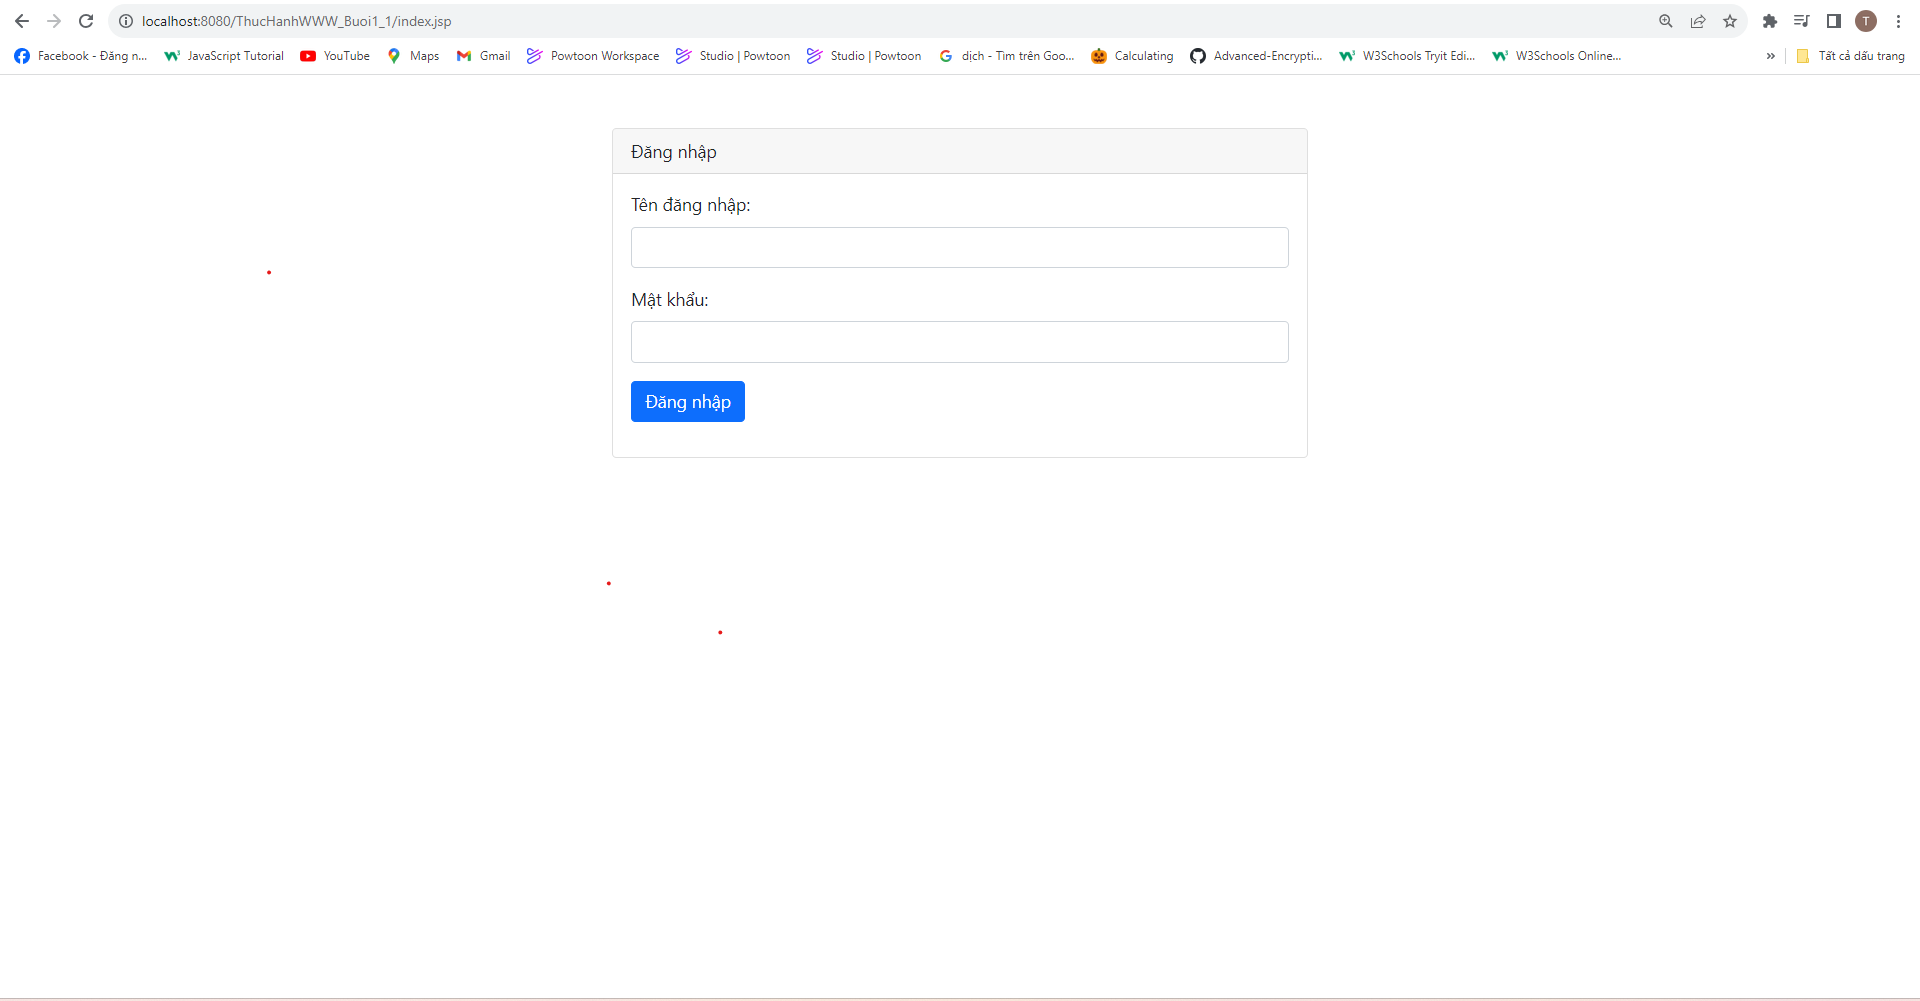 localhost:8080/ThucHanhWWW_Buoi1_1/index.jsp
T
Facebook - Đăng n... JavaScript Tutorial YouTube Maps Gmail Powtoon Workspace Studio | Powtoon Studio | Powtoon dịch - Tìm trên Goo... Calculating Advanced-Encrypti... W3Schools Tryit Edi... W3Schools Online... » Tất cả dấu trang
Đăng nhập
Tên đăng nhập:
Mật khẩu:
Đăng nhập